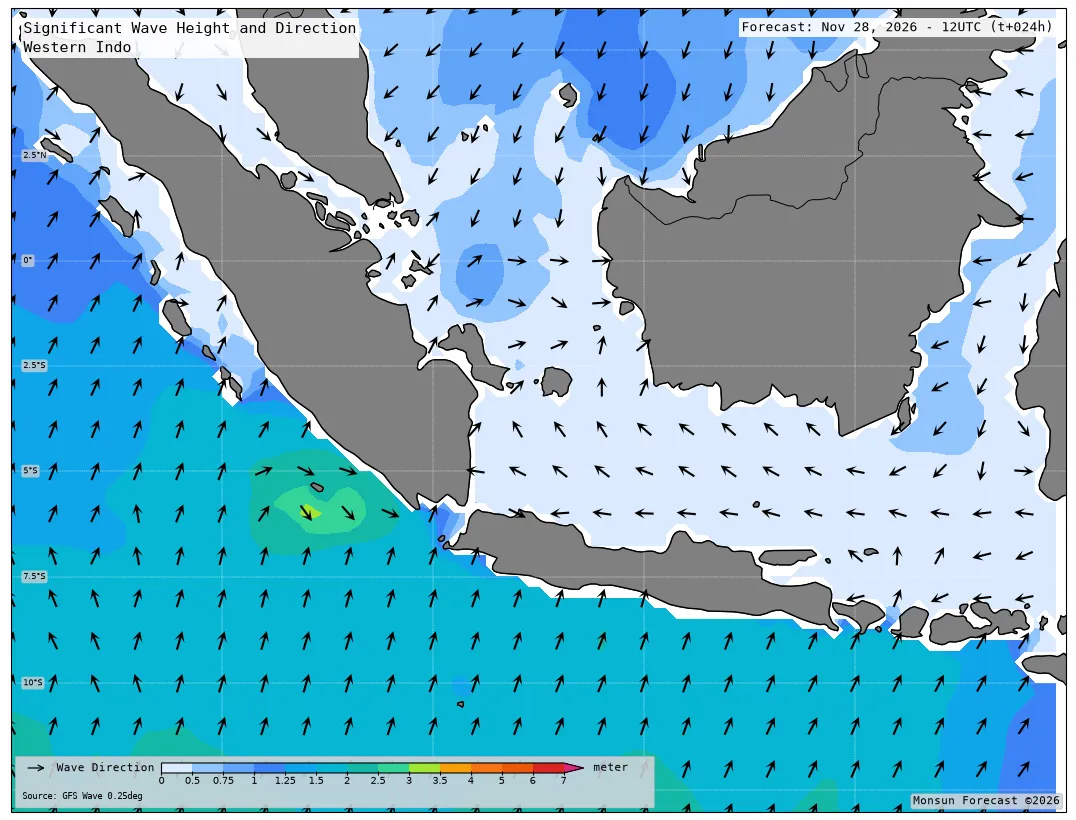 Significant Wave Height and Direction
Western Indo
Forecast: Nov 28, 2026 - 12UTC (t+024h)
2.5°N
0°
2.5°S
5°S
7.5°S
10°S
Wave Direction
0 0.5 0.75 1 1.25 1.5 2 2.5 3 3.5 4 5 6 7
meter
Source: GFS Wave 0.25deg
Monsun Forecast ©2026